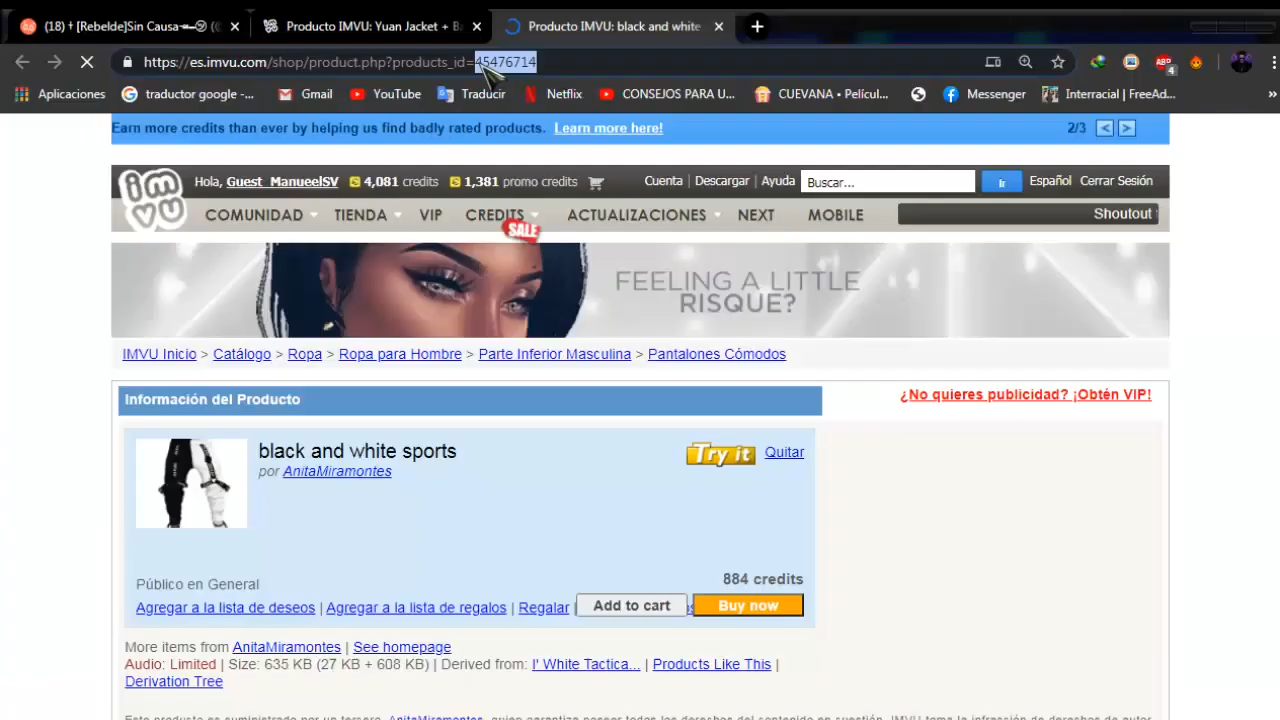 (18) † [Rebelde]Sin Causa
Producto IMVU: Yuan Jacket + Ba
Producto IMVU: black and white
https://es.imvu.com/shop/product.php?products_id=45476714
ABP 4
Aplicaciones
traductor google -...
Gmail
YouTube
Traducir
Netflix
CONSEJOS PARA U...
CUEVANA • Películ...
Messenger
Interracial | FreeAd...
»
Earn more credits than ever by helping us find badly rated products. Learn more here!
2/3 < >
imvu
Hola, Guest_ManueelSV 4,081 credits 1,381 promo credits
Cuenta | Descargar | Ayuda Buscar... Ir Español Cerrar Sesión
COMUNIDAD TIENDA VIP CREDITS ACTUALIZACIONES NEXT MOBILE Shoutout
SALE
FEELING A LITTLE
RISQUE?
IMVU Inicio > Catálogo > Ropa > Ropa para Hombre > Parte Inferior Masculina > Pantalones Cómodos
Información del Producto
¿No quieres publicidad? ¡Obtén VIP!
black and white sports
Try it Quitar
por AnitaMiramontes
884 credits
Público en General
Agregar a la lista de deseos | Agregar a la lista de regalos | Regalar |
Add to cart
Buy now
More items from AnitaMiramontes | See homepage
Audio: Limited | Size: 635 KB (27 KB + 608 KB) | Derived from: I' White Tactica... | Products Like This |
Derivation Tree